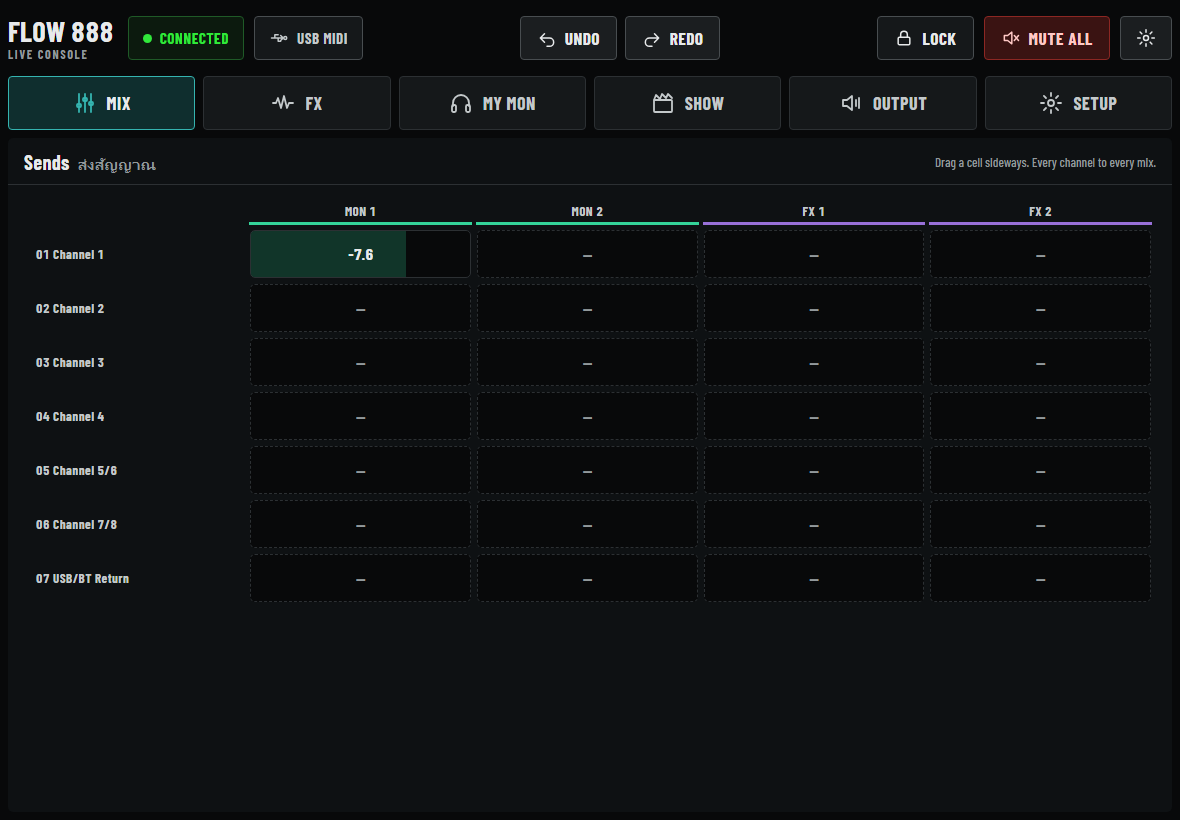 FLOW 888
LIVE CONSOLE
CONNECTED
USB MIDI
UNDO
REDO
LOCK
MUTE ALL
MIX
FX
MY MON
SHOW
OUTPUT
SETUP
Sends ส่งสัญญาณ
Drag a cell sideways. Every channel to every mix.
MON 1 MON 2 FX 1 FX 2
01 Channel 1 -7.6 — — —
02 Channel 2 — — — —
03 Channel 3 — — — —
04 Channel 4 — — — —
05 Channel 5/6 — — — —
06 Channel 7/8 — — — —
07 USB/BT Return — — — —